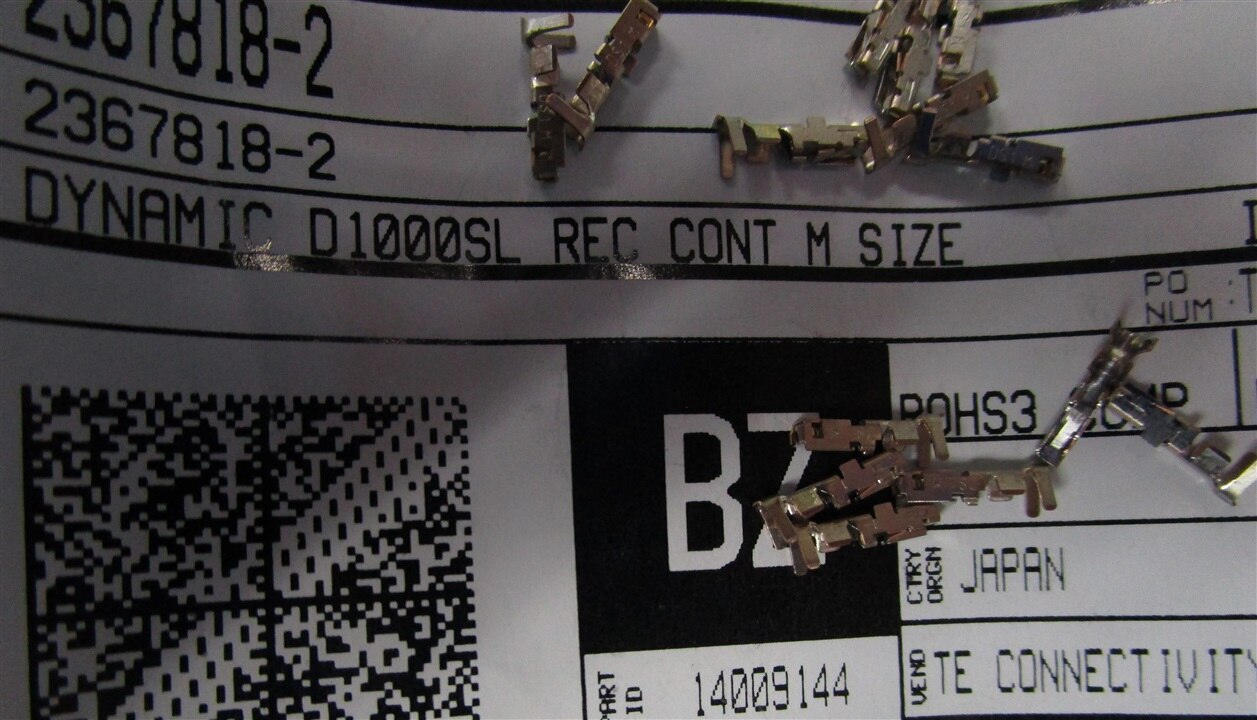 2367818-2
2367818-2
DYNAMIC D1000SL REC CONT M SIZE
PO
NUM :T
BZ
ROHS3
CTRY
ORGN JAPAN
PART
ID 14009144
VEND TE CONNECTIVITY